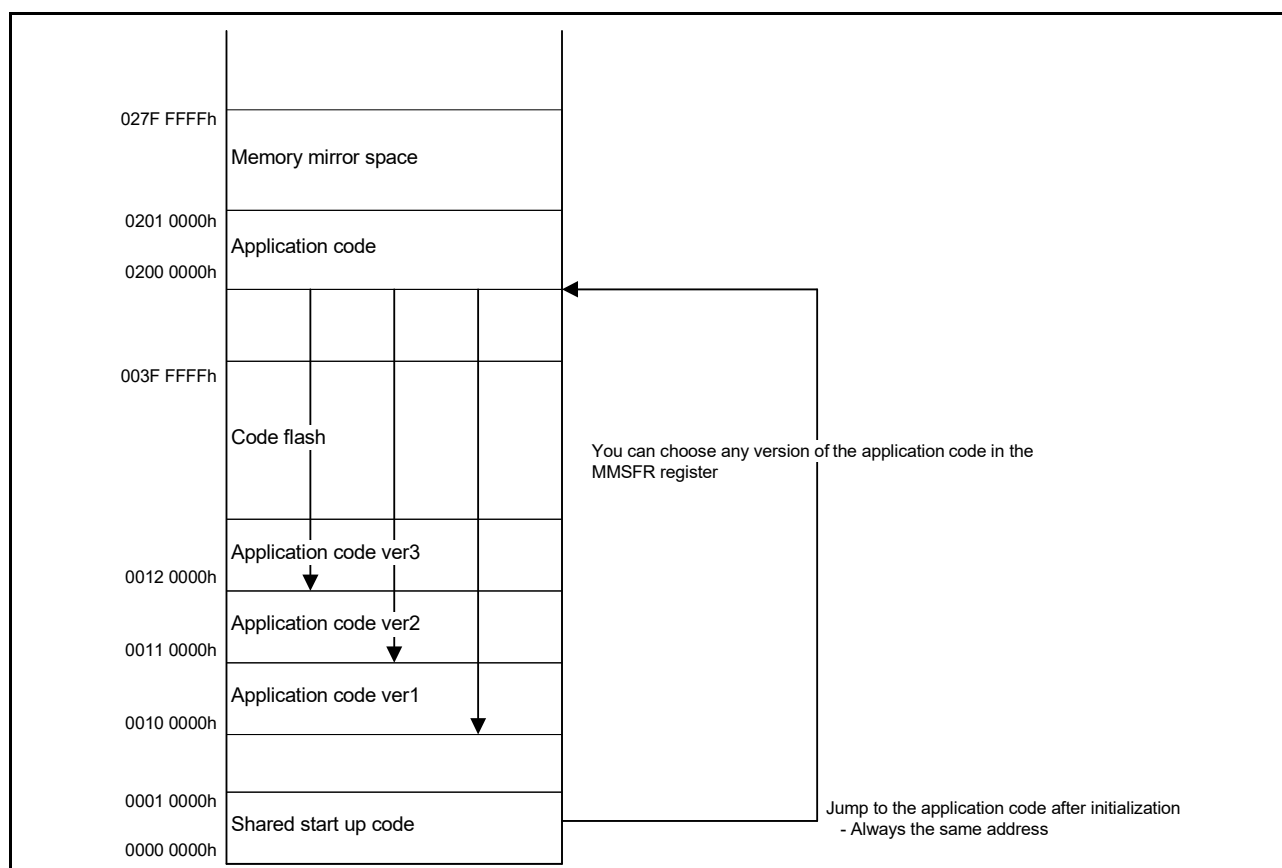 027F FFFFh
Memory mirror space
0201 0000h
Application code
0200 0000h
003F FFFFh
Code flash
You can choose any version of the application code in the
MMSFR register
Application code ver3
0012 0000h
Application code ver2
0011 0000h
Application code ver1
0010 0000h
0001 0000h
Jump to the application code after initialization
Shared start up code
- Always the same address
0000 0000h